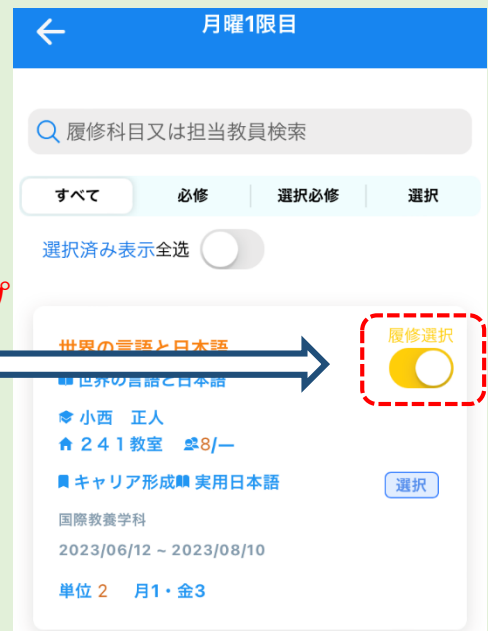 月曜1限目
履修科目又は担当教員検索
すべて 必修 選択必修 選択
選択済み表示全选
プ
履修選択
世界の言語と日本語
世界の言語と日本語
小西 正人
241教室 8/—
キャリア形成 実用日本語
選択
国際教養学科
2023/06/12 ~ 2023/08/10
単位 2 月1・金3